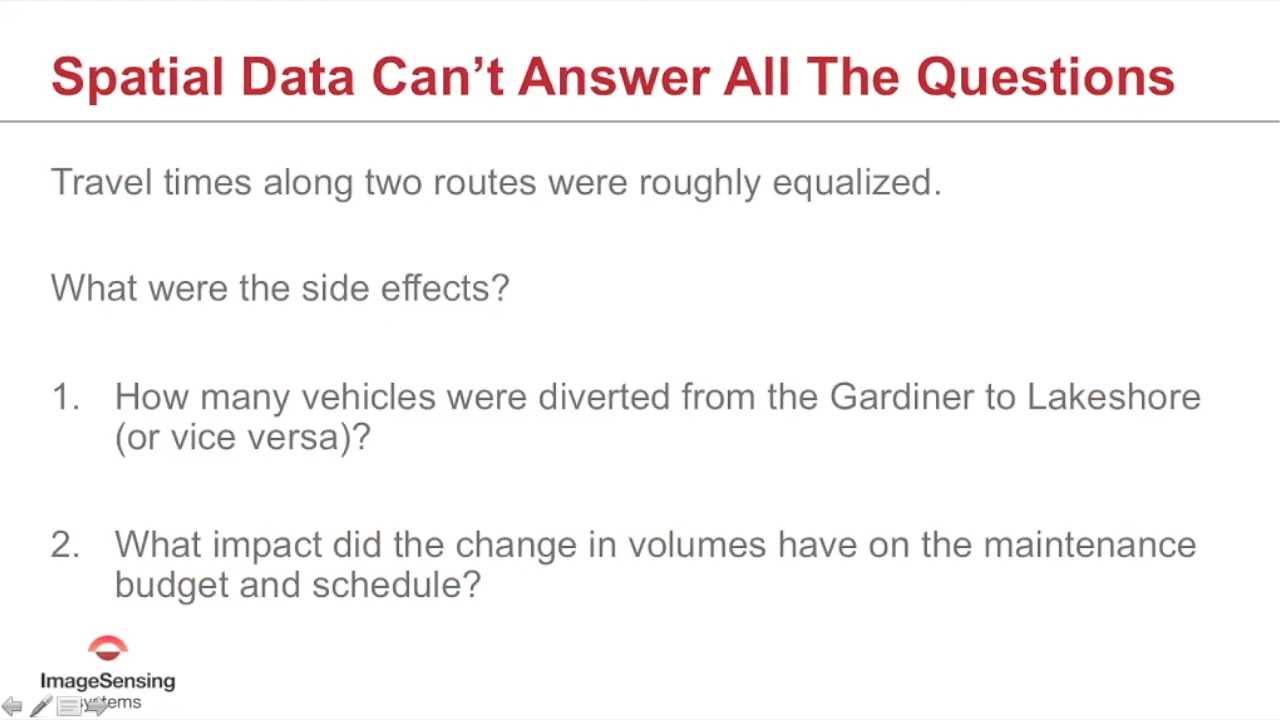 Spatial Data Can’t Answer All The Questions
Travel times along two routes were roughly equalized.
What were the side effects?
1. How many vehicles were diverted from the Gardiner to Lakeshore
(or vice versa)?
2. What impact did the change in volumes have on the maintenance
budget and schedule?
ImageSensing
Systems